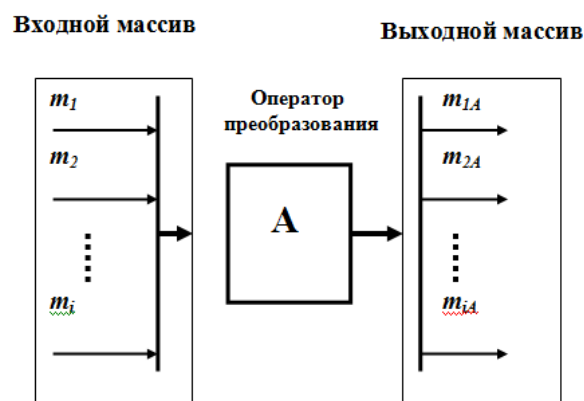 Входной массив
Выходной массив
Оператор
преобразования
m1
m2
mi
A
m1A
m2A
miA